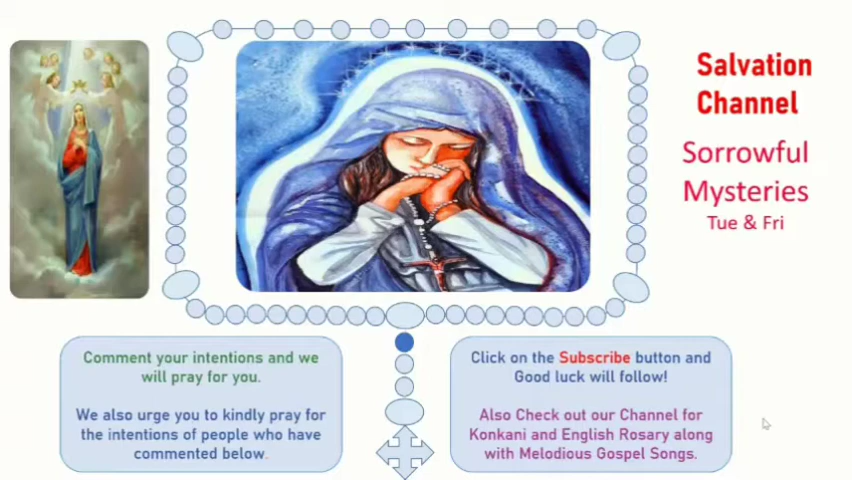 Salvation
Channel
Sorrowful
Mysteries
Tue & Fri
Comment your intentions and we
will pray for you.
We also urge you to kindly pray for
the intentions of people who have
commented below.
Click on the Subscribe button and
Good luck will follow!
Also Check out our Channel for
Konkani and English Rosary along
with Melodious Gospel Songs.